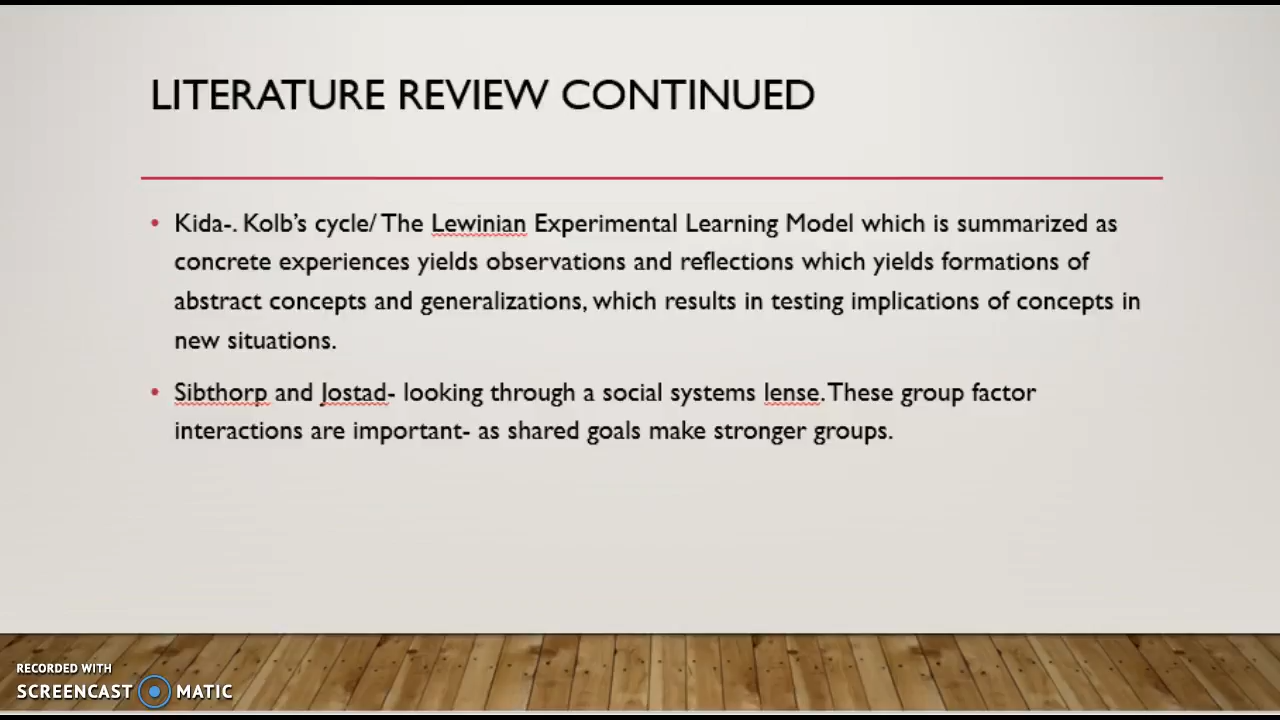 LITERATURE REVIEW CONTINUED
• Kida-. Kolb’s cycle/ The Lewinian Experimental Learning Model which is summarized as
concrete experiences yields observations and reflections which yields formations of
abstract concepts and generalizations, which results in testing implications of concepts in
new situations.
• Sibthorp and Jostad- looking through a social systems lense. These group factor
interactions are important- as shared goals make stronger groups.
RECORDED WITH
SCREENCAST MATIC